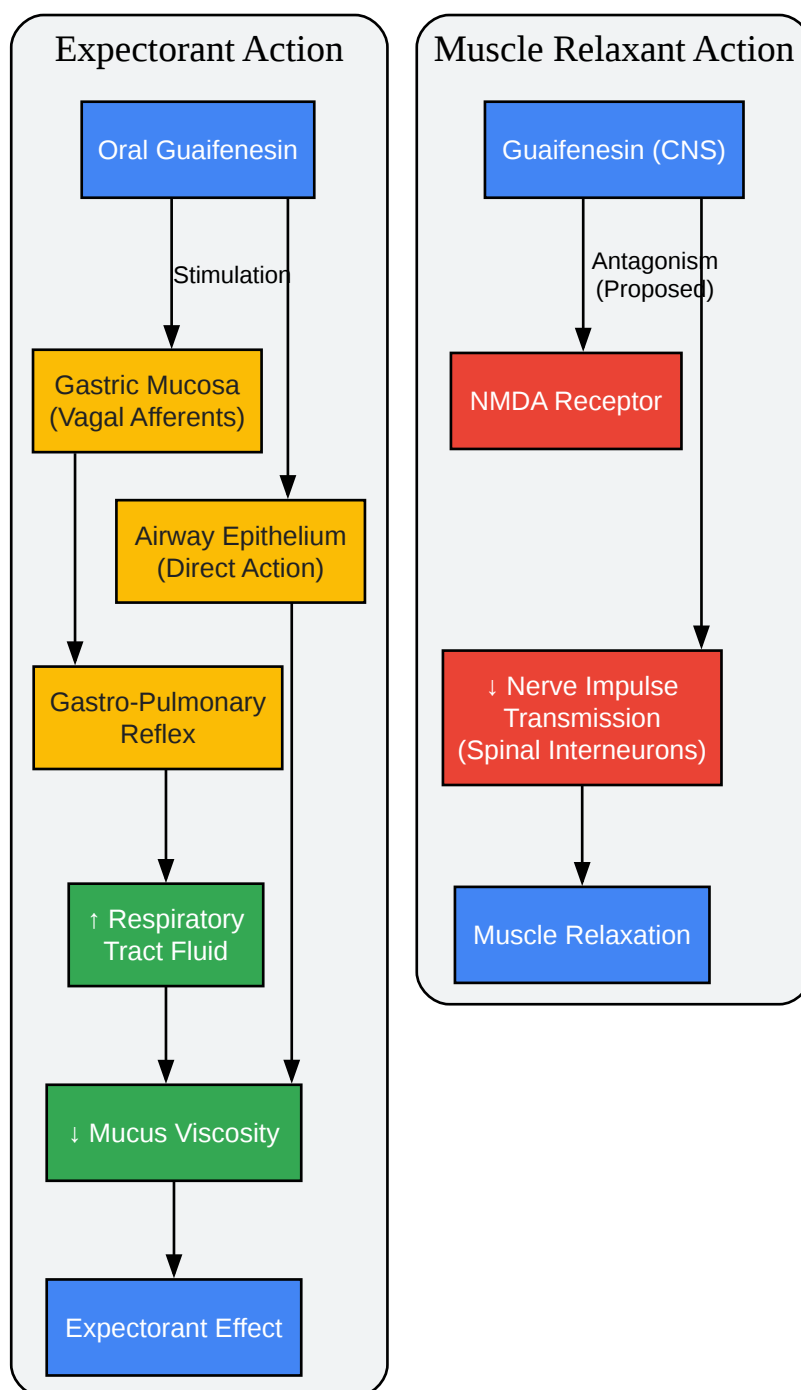 Expectorant Action
Oral Guaifenesin
Stimulation
Gastric Mucosa
(Vagal Afferents)
Airway Epithelium
(Direct Action)
Gastro-Pulmonary
Reflex
↑ Respiratory
Tract Fluid
↓ Mucus Viscosity
Expectorant Effect
Muscle Relaxant Action
Guaifenesin (CNS)
Antagonism
(Proposed)
NMDA Receptor
↓ Nerve Impulse
Transmission
(Spinal Interneurons)
Muscle Relaxation